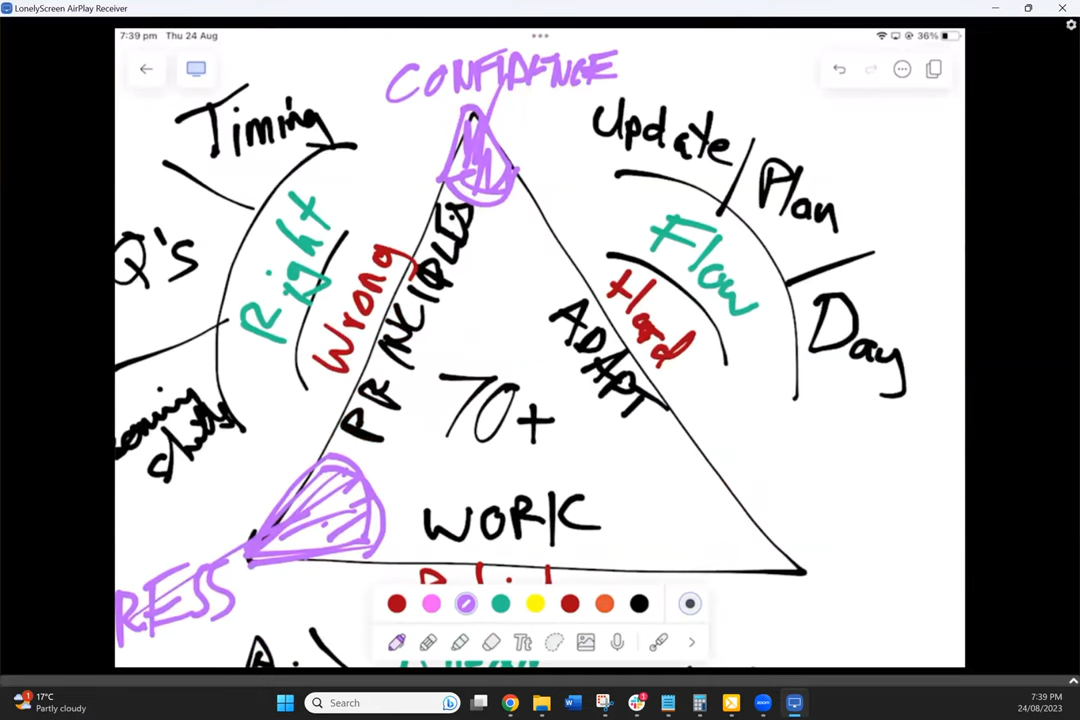 LonelyScreen AirPlay Receiver
7:39 pm Thu 24 Aug
36%
CONFIDENCE
Timing
Update/Plan
/Day
Q's
Right
Wrong
PRINCIPLES
Flow
Hard
ADAPT
70+
WORK
RESS
Tt
17°C
Partly cloudy
Search
7:39 PM
24/08/2023